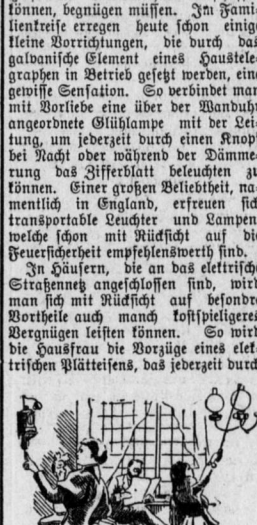 können, begnügen müssen. Im Fami-
lienkreise erregen heute schon einige
kleine Vorrichtungen, die durch das
galvanische Element eines Haustele-
graphen in Betrieb gesetzt werden, eine
gewisse Sensation. So verbindet man
mit Vorliebe eine über der Wanduhr
angeordnete Glühlampe mit der Lei-
tung, um jederzeit durch einen Knopf
bei Nacht oder während der Dämme-
rung das Zifferblatt beleuchten zu
können. Einer großen Beliebtheit, na-
mentlich in England, erfreuen sich
transportable Leuchter und Lampen,
welche schon mit Rücksicht auf die
Feuersicherheit empfehlenswerth sind.
In Häusern, die an das elektrische
Straßennetz angeschlossen sind, wird
man sich mit Rücksicht auf besondre
Vortheile auch manch kostspieligeres
Vergnügen leisten können. So wird
die Hausfrau die Vorzüge eines elek-
trischen Plätteisens, das jederzeit durch